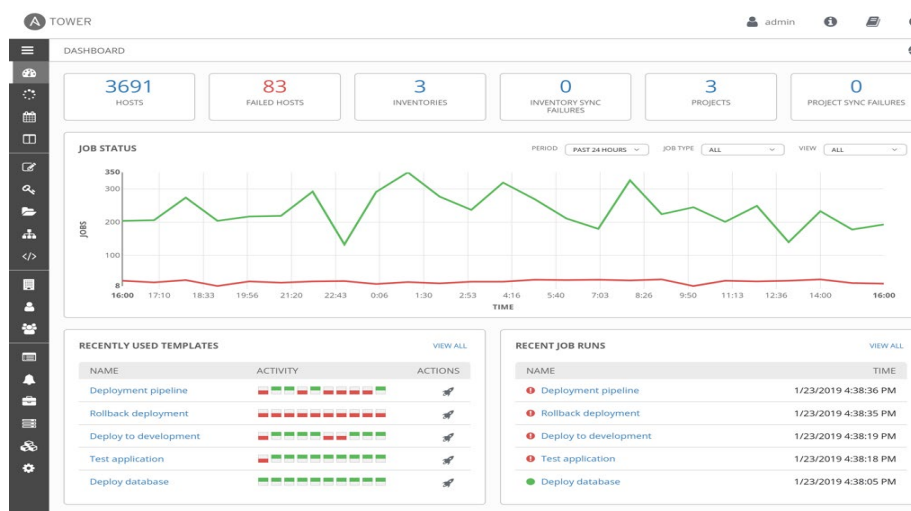 A TOWER
admin
DASHBOARD
3691
HOSTS
83
FAILED HOSTS
3
INVENTORIES
0
INVENTORY SYNC
FAILURES
3
PROJECTS
0
PROJECT SYNC FAILURES
JOB STATUS
PERIOD PAST 24 HOURS JOB TYPE ALL VIEW ALL
350
300
200
100
8
JOBS
16:00 17:10 18:33 19:56 21:20 22:43 0:06 1:30 2:53 4:16 5:40 7:03 8:26 9:50 11:13 12:36 14:00 16:00
TIME
RECENTLY USED TEMPLATES VIEW ALL
NAME ACTIVITY ACTIONS
Deployment pipeline
Rollback deployment
Deploy to development
Test application
Deploy database
RECENT JOB RUNS VIEW ALL
NAME TIME
Deployment pipeline 1/23/2019 4:38:36 PM
Rollback deployment 1/23/2019 4:38:35 PM
Deploy to development 1/23/2019 4:38:19 PM
Test application 1/23/2019 4:38:18 PM
Deploy database 1/23/2019 4:38:05 PM